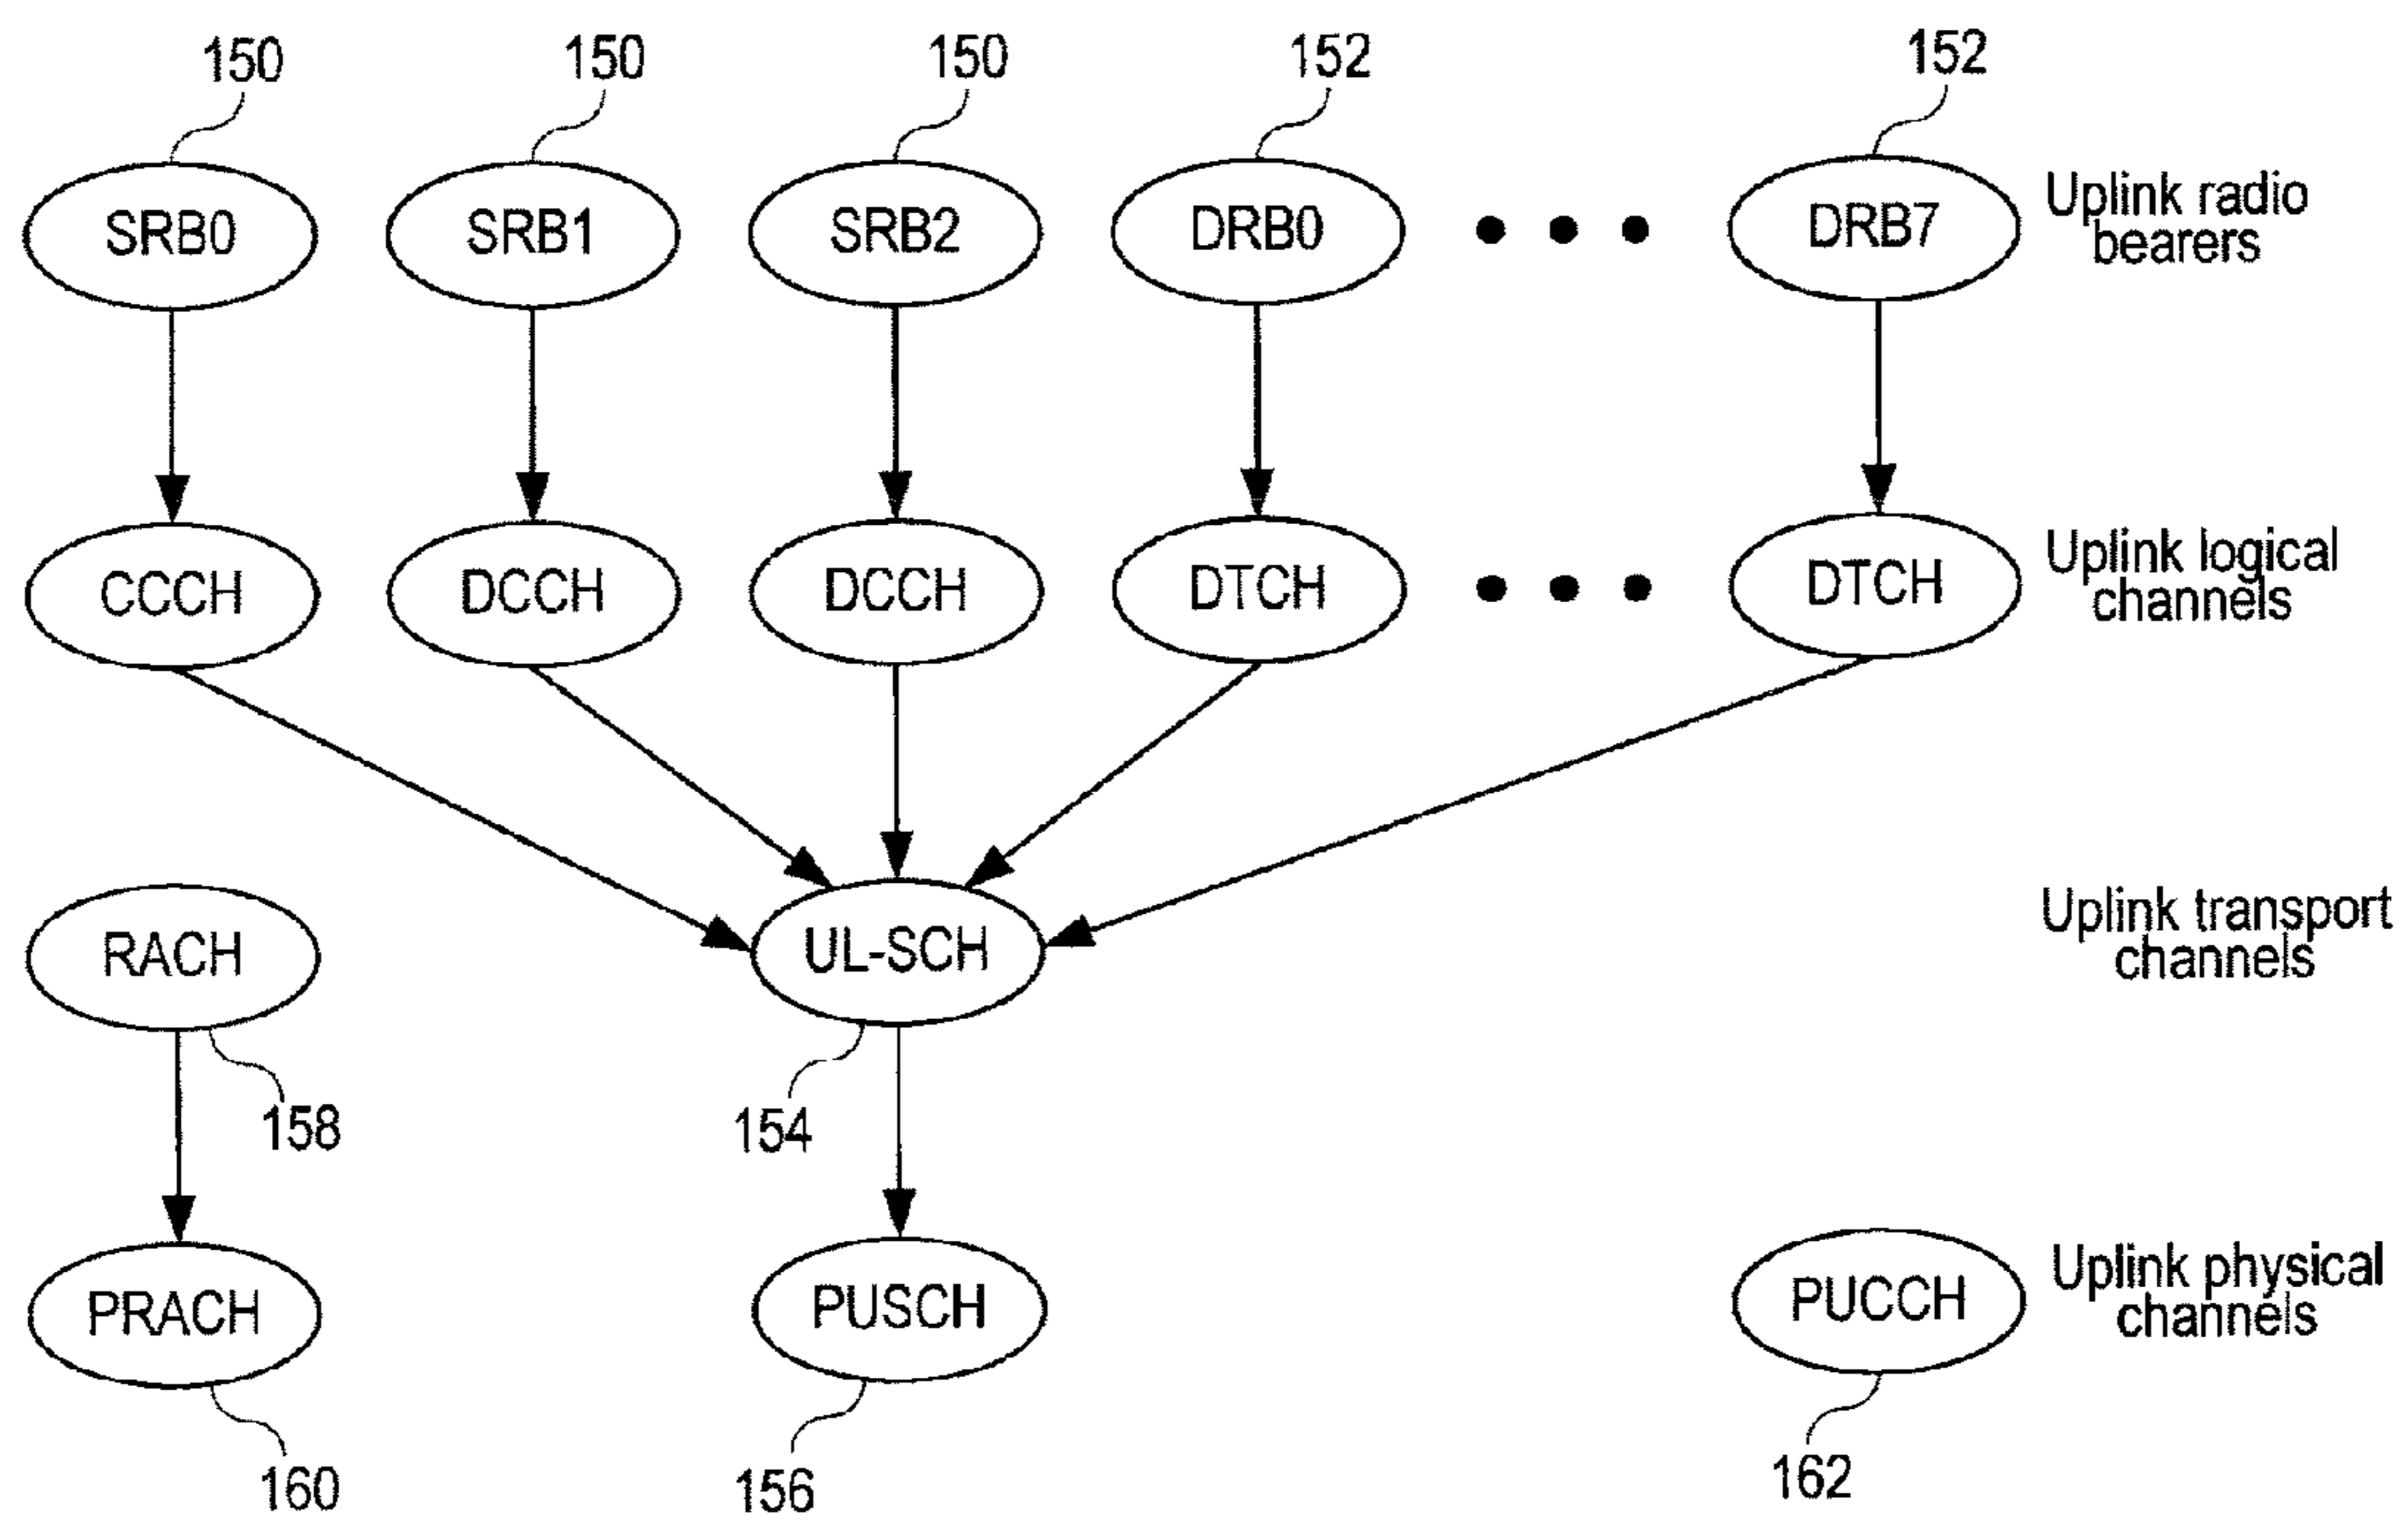 150
150
150
152
152
SRB0
SRB1
SRB2
DRB0
DRB7
Uplink radio
bearers
CCCH
DCCH
DCCH
DTCH
DTCH
Uplink logical
channels
RACH
UL-SCH
Uplink transport
channels
158
154
PRACH
PUSCH
PUCCH
Uplink physical
channels
160
156
162